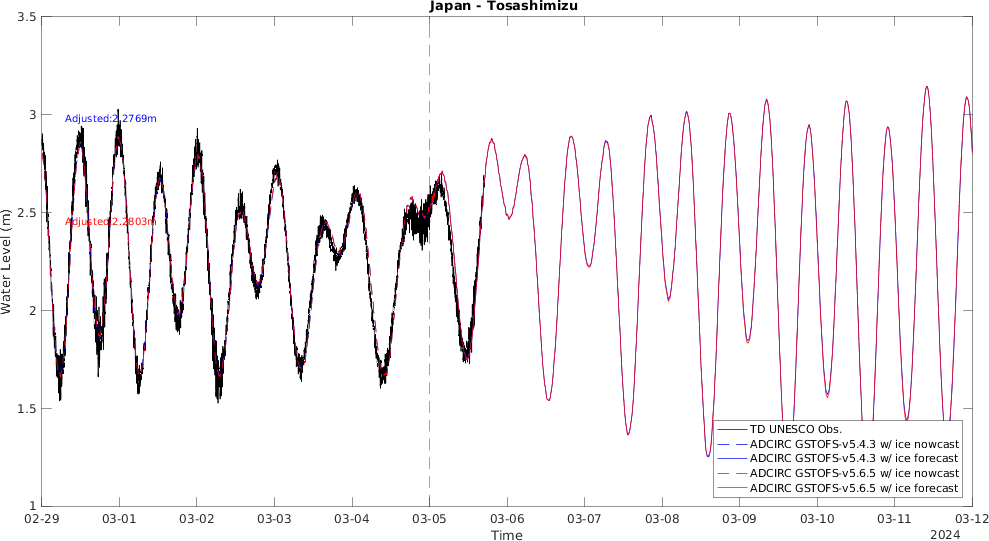 Japan - Tosashimizu
3.5
3
2.5
2
1.5
1
Water Level (m)
Adjusted:2.2769m
Adjusted:2.2803m
TD UNESCO Obs.
ADCIRC GSTOFS-v5.4.3 w/ ice nowcast
ADCIRC GSTOFS-v5.4.3 w/ ice forecast
ADCIRC GSTOFS-v5.6.5 w/ ice nowcast
ADCIRC GSTOFS-v5.6.5 w/ ice forecast
02-29 03-01 03-02 03-03 03-04 03-05 03-06 03-07 03-08 03-09 03-10 03-11 03-12
Time
2024